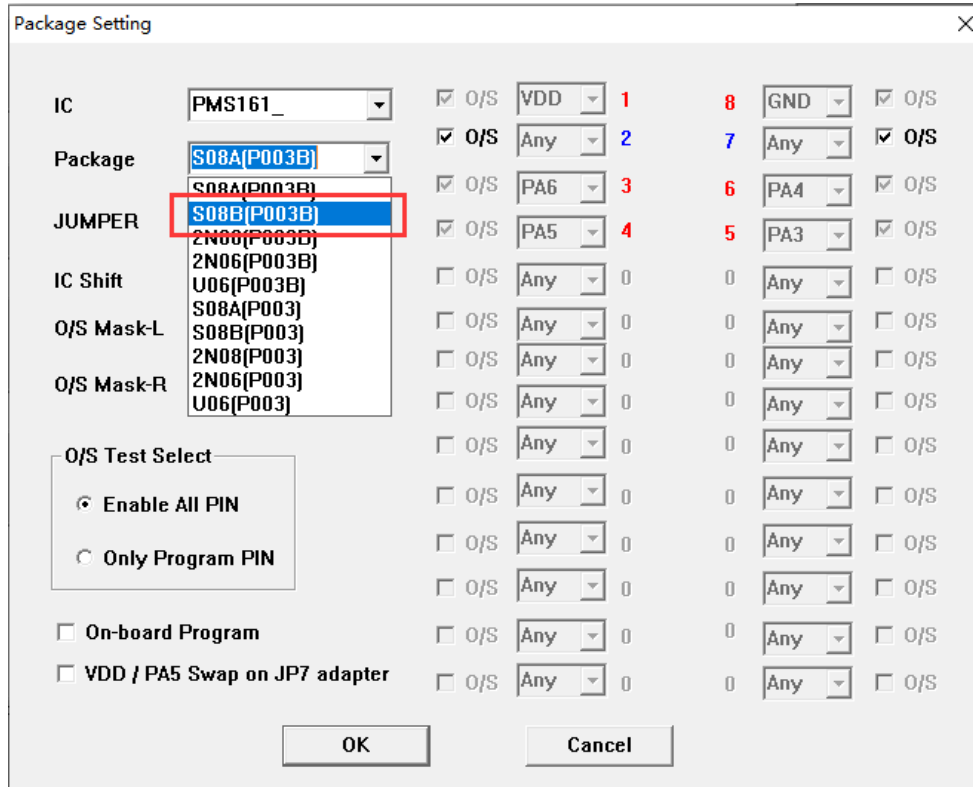 Package Setting
IC PMS161_ O/S VDD 1 8 GND O/S
O/S Any 2 7 Any O/S
Package S08A(P003B)
S08A(P003B) O/S PA6 3 6 PA4 O/S
JUMPER S08B(P003B)
2N08(P003B) O/S PA5 4 5 PA3 O/S
2N06(P003B)
IC Shift U06(P003B) O/S Any 0 0 Any O/S
S08A(P003)
O/S Mask-L S08B(P003) O/S Any 0 0 Any O/S
2N08(P003) O/S Any 0 0 Any O/S
O/S Mask-R 2N06(P003)
U06(P003) O/S Any 0 0 Any O/S
O/S Test Select O/S Any 0 0 Any O/S
Enable All PIN O/S Any 0 0 Any O/S
Only Program PIN O/S Any 0 0 Any O/S
O/S Any 0 0 Any O/S
On-board Program O/S Any 0 0 Any O/S
VDD / PA5 Swap on JP7 adapter O/S Any 0 0 Any O/S
OK Cancel